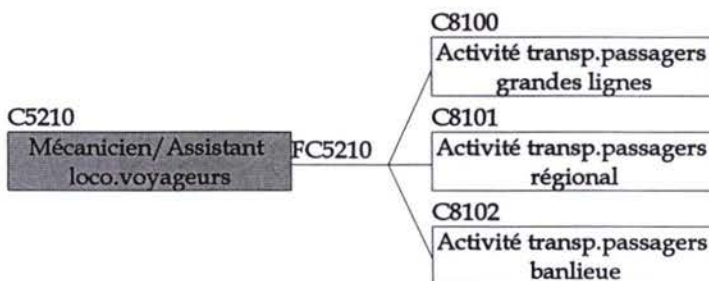 C8100
Activité transp.passagers
grandes lignes
C5210
Mécanicien/Assistant
loco.voyageurs
FC5210
C8101
Activité transp.passagers
régional
C8102
Activité transp.passagers
banlieue